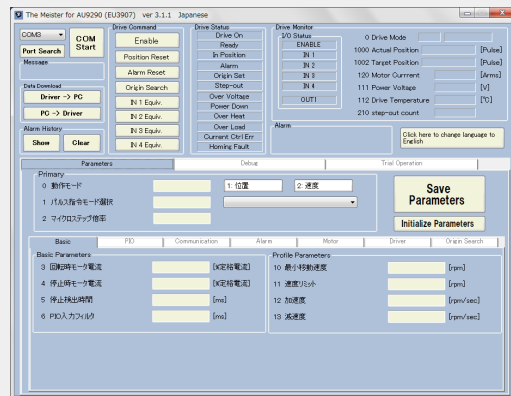 The Meister for AU9290 (EU3907)   ver 3.1.1   Japanese
COM3
COM Start
Port Search
Message
Data Download
Driver -> PC
PC -> Driver
Alarm History
Show
Clear
Drive Command
Enable
Position Reset
Alarm Reset
Origin Search
IN 1 Equiv.
IN 2 Equiv.
IN 3 Equiv.
IN 4 Equiv.
Drive Status
Drive On
Ready
In Position
Alarm
Origin Set
Step-out
Over Voltage
Power Down
Over Heat
Over Load
Current Ctrl Err
Homing Fault
Drive Monitor
I/O Status
ENABLE
IN 1
IN 2
IN 3
IN 4
OUT1
0 Drive Mode
1000 Actual Position [Pulse]
1002 Target Position [Pulse]
120 Motor Currrent [Arms]
111 Power Voltage [V]
112 Drive Temperature [℃]
210 step-out count
Alarm
Click here to change language to English
Parameters
Debug
Trial Operation
Primary
0 動作モード
1: 位置
2: 速度
1 パルス指令モード選択
2 マイクロステップ倍率
Save Parameters
Initialize Parameters
Basic
PIO
Communication
Alarm
Motor
Driver
Origin Search
Basic Parameters
3 回転時モータ電流 [%定格電流]
4 停止時モータ電流 [%定格電流]
5 停止検出時間 [ms]
6 PIO入力フィルタ [ms]
Profile Parameters
10 最小移動速度 [rpm]
11 速度リミット [rpm]
12 加速度 [rpm/sec]
13 減速度 [rpm/sec]